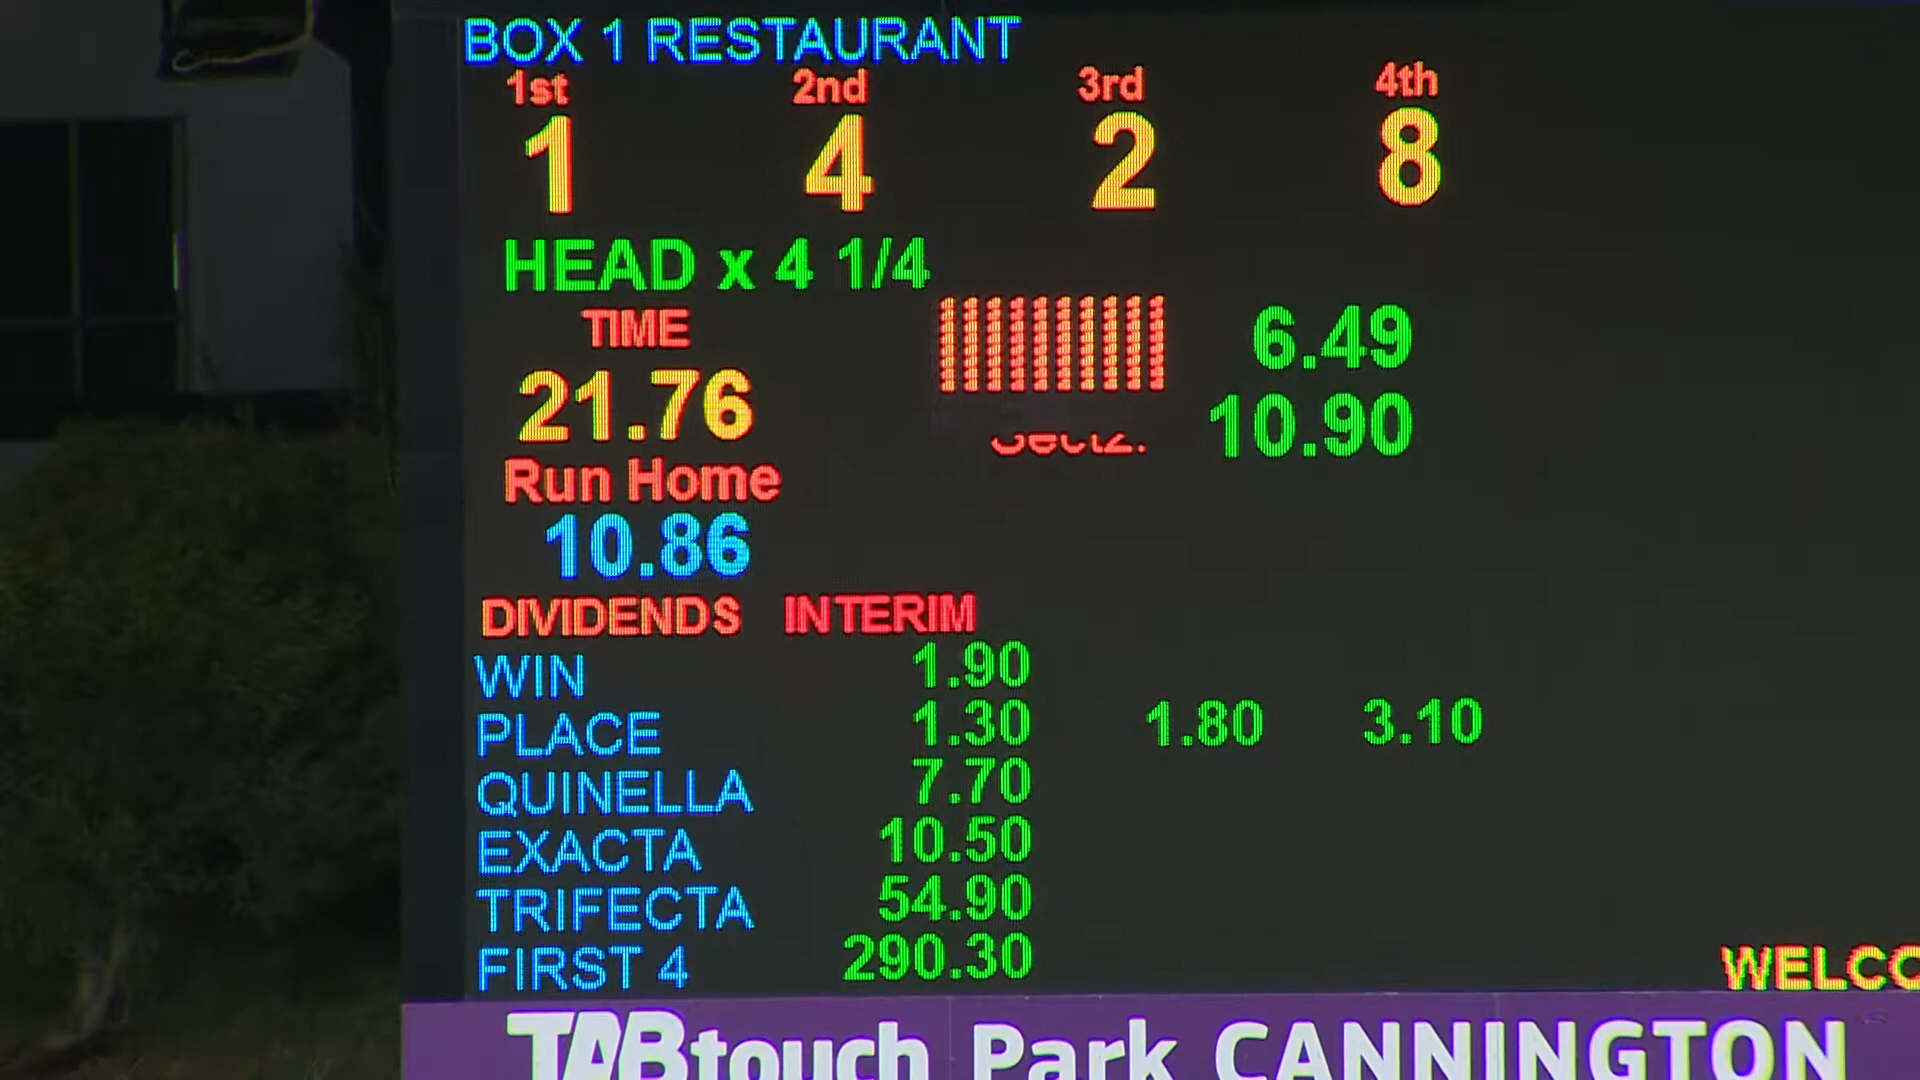 BOX 1 RESTAURANT
1st 2nd 3rd 4th
1 4 2 8
HEAD x 4 1/4
TIME 6.49
21.76 10.90
Run Home
10.86
DIVIDENDS INTERIM
WIN 1.90
PLACE 1.30 1.80 3.10
QUINELLA 7.70
EXACTA 10.50
TRIFECTA 54.90
FIRST 4 290.30
WELCO
TABtouch Park CANNINGTON